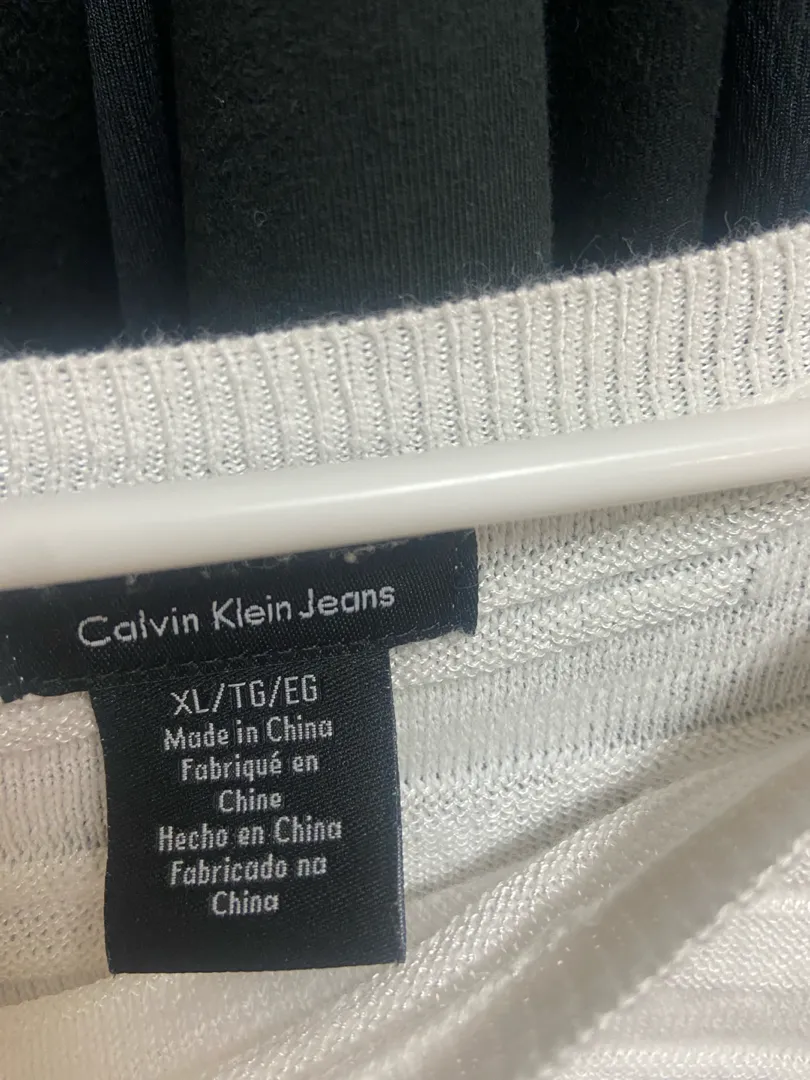 Calvin Klein Jeans
XL/TG/EG
Made in China
Fabriqué en
Chine
Hecho en China
Fabricado na
China